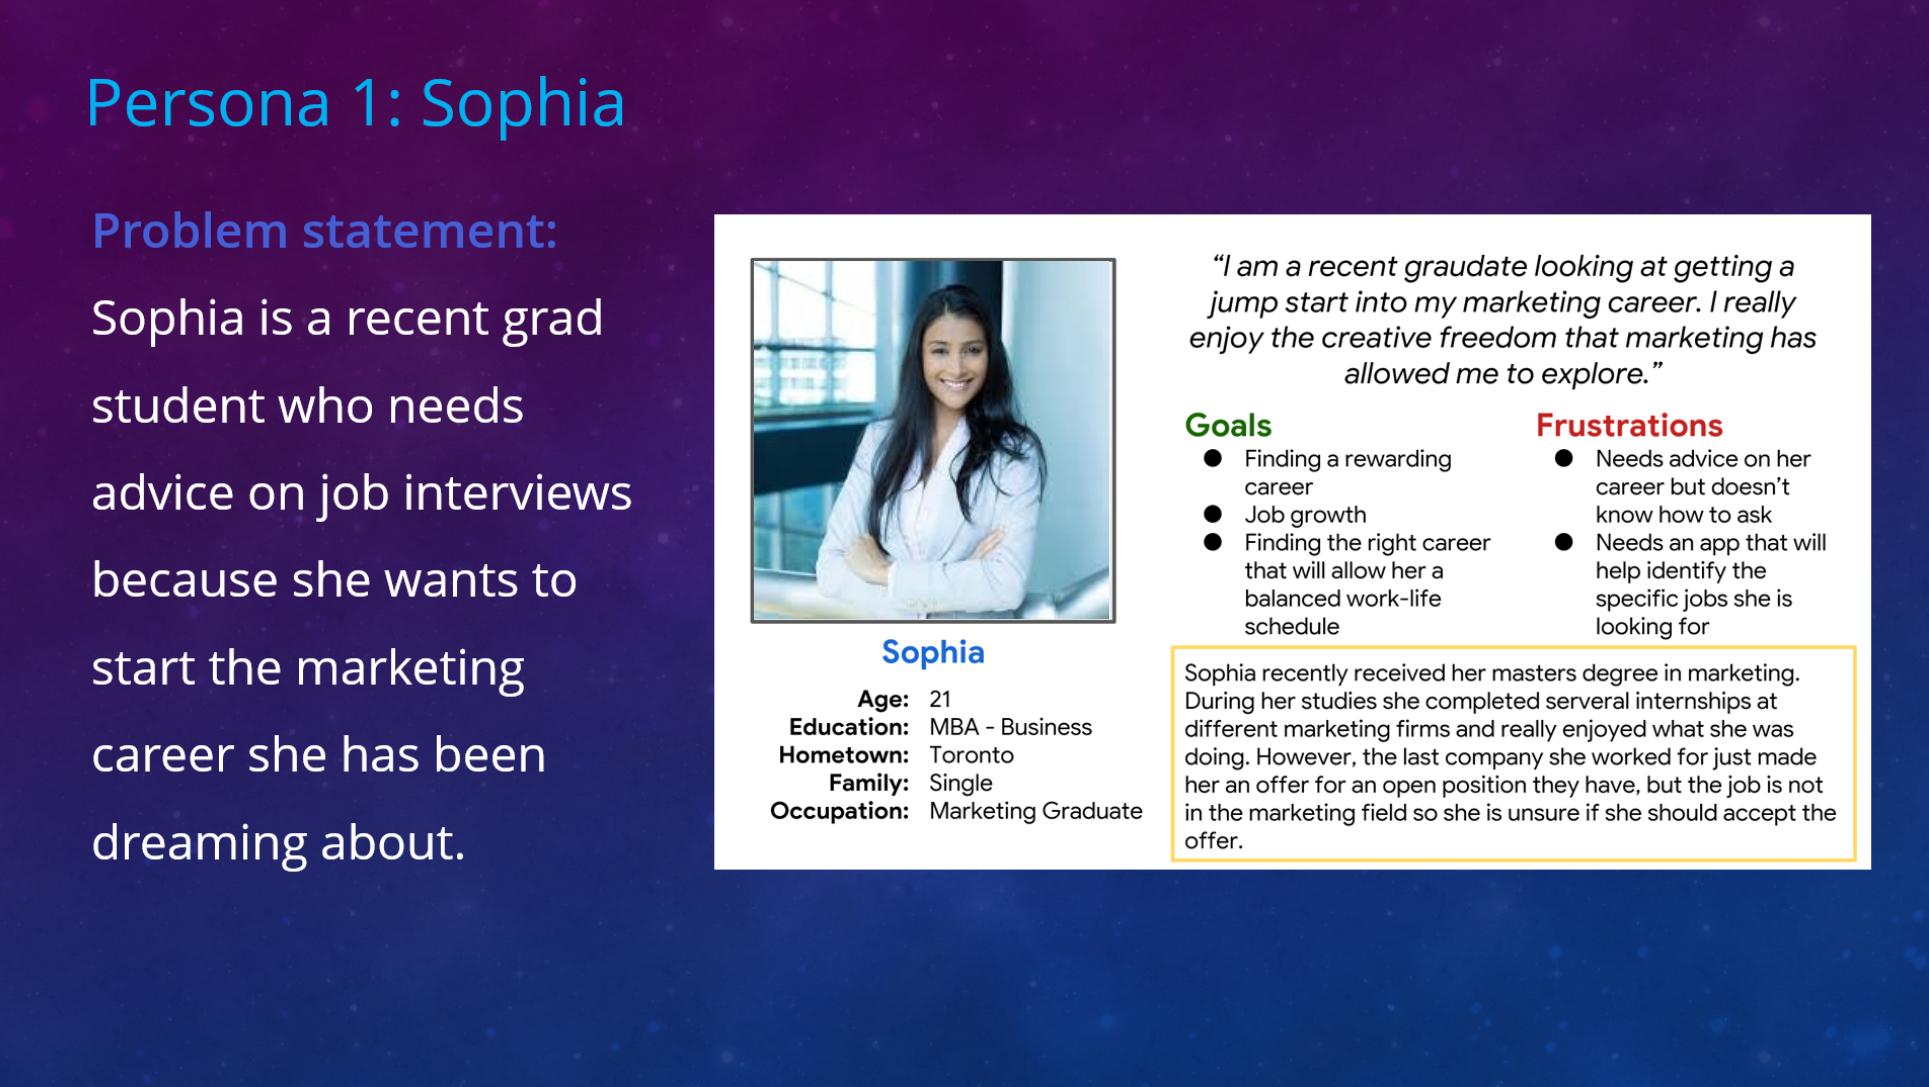 Persona 1: Sophia
Problem statement:
Sophia is a recent grad
student who needs
advice on job interviews
because she wants to
start the marketing
career she has been
dreaming about.
“I am a recent graudate looking at getting a
jump start into my marketing career. I really
enjoy the creative freedom that marketing has
allowed me to explore.”
Goals
● Finding a rewarding
career
● Job growth
● Finding the right career
that will allow her a
balanced work-life
schedule
Frustrations
● Needs advice on her
career but doesn’t
know how to ask
● Needs an app that will
help identify the
specific jobs she is
looking for
Sophia
Age: 21
Education: MBA - Business
Hometown: Toronto
Family: Single
Occupation: Marketing Graduate
Sophia recently received her masters degree in marketing.
During her studies she completed serveral internships at
different marketing firms and really enjoyed what she was
doing. However, the last company she worked for just made
her an offer for an open position they have, but the job is not
in the marketing field so she is unsure if she should accept the
offer.